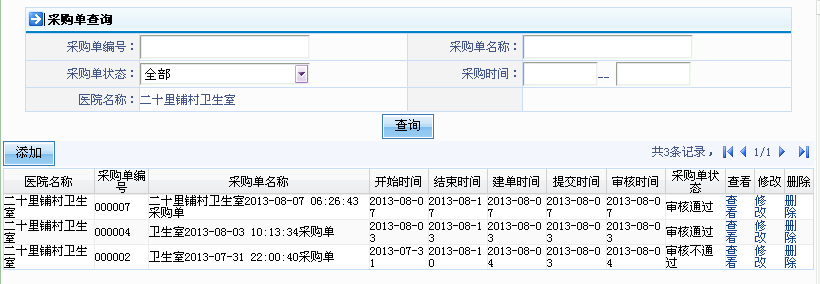 采购单查询
采购单编号： 采购单名称：
采购单状态： 全部 采购时间： --
医院名称： 二十里铺村卫生室
查询
添加 共3条记录， 1/1
医院名称 采购单编号 采购单名称 开始时间 结束时间 建单时间 提交时间 审核时间 采购单状态 查看 修改 删除
二十里铺村卫生室 000007 二十里铺村卫生室2013-08-07 06:26:43采购单 2013-08-07 2013-08-17 2013-08-07 2013-08-07 2013-08-07 审核通过 查看 修改 删除
二十里铺村卫生室 000004 卫生室2013-08-03 10:13:34采购单 2013-08-03 2013-08-13 2013-08-03 2013-08-03 2013-08-03 审核通过 查看 修改 删除
二十里铺村卫生室 000002 卫生室2013-07-31 22:00:40采购单 2013-07-31 2013-08-10 2013-08-04 2013-08-03 2013-08-04 审核不通过 查看 修改 删除